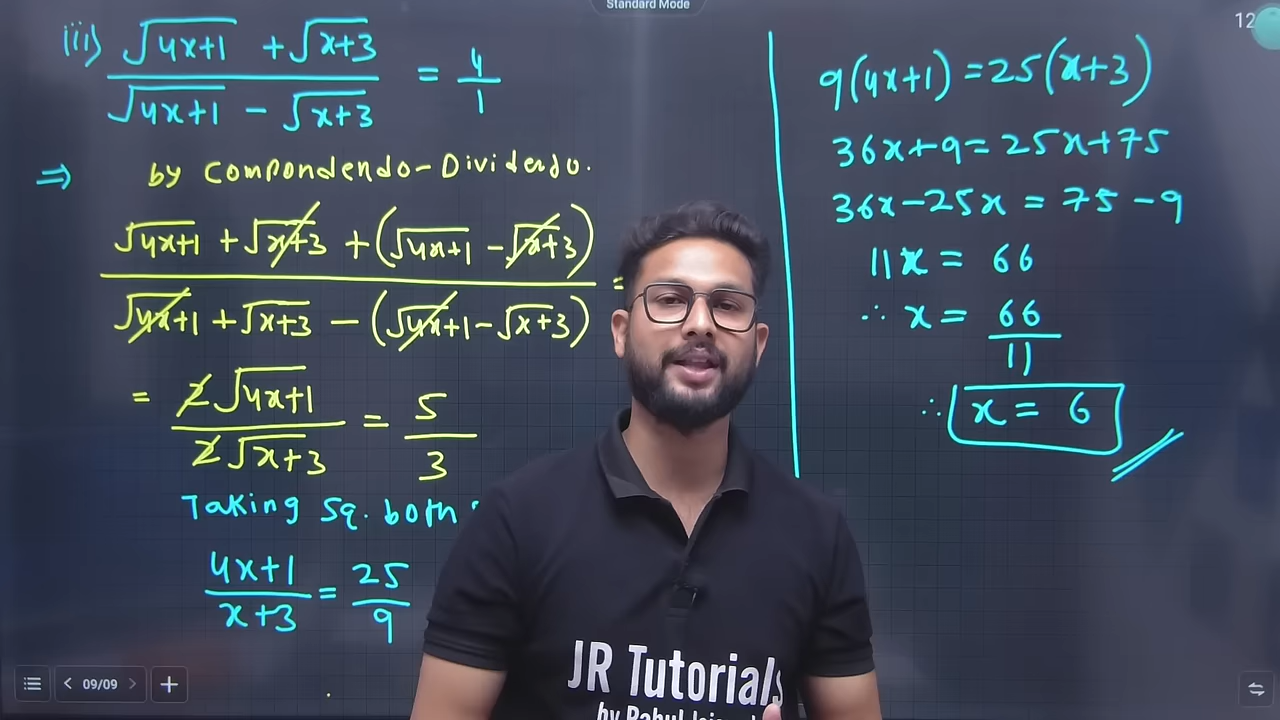 Standard Mode
12
(iii) √4x+1 + √x+3 / √4x+1 - √x+3 = 4/1
⇒ by Compondendo-Dividendo.
√4x+1 + √x+3 + (√4x+1 - √x+3) / √4x+1 + √x+3 - (√4x+1 - √x+3) =
= 2√4x+1 / 2√x+3 = 5/3
Taking sq. both
4x+1 / x+3 = 25/9
9(4x+1) = 25(x+3)
36x+9 = 25x+75
36x-25x = 75-9
11x = 66
∴ x = 66/11
∴ x = 6
JR Tutorials
by Rahul
09/09